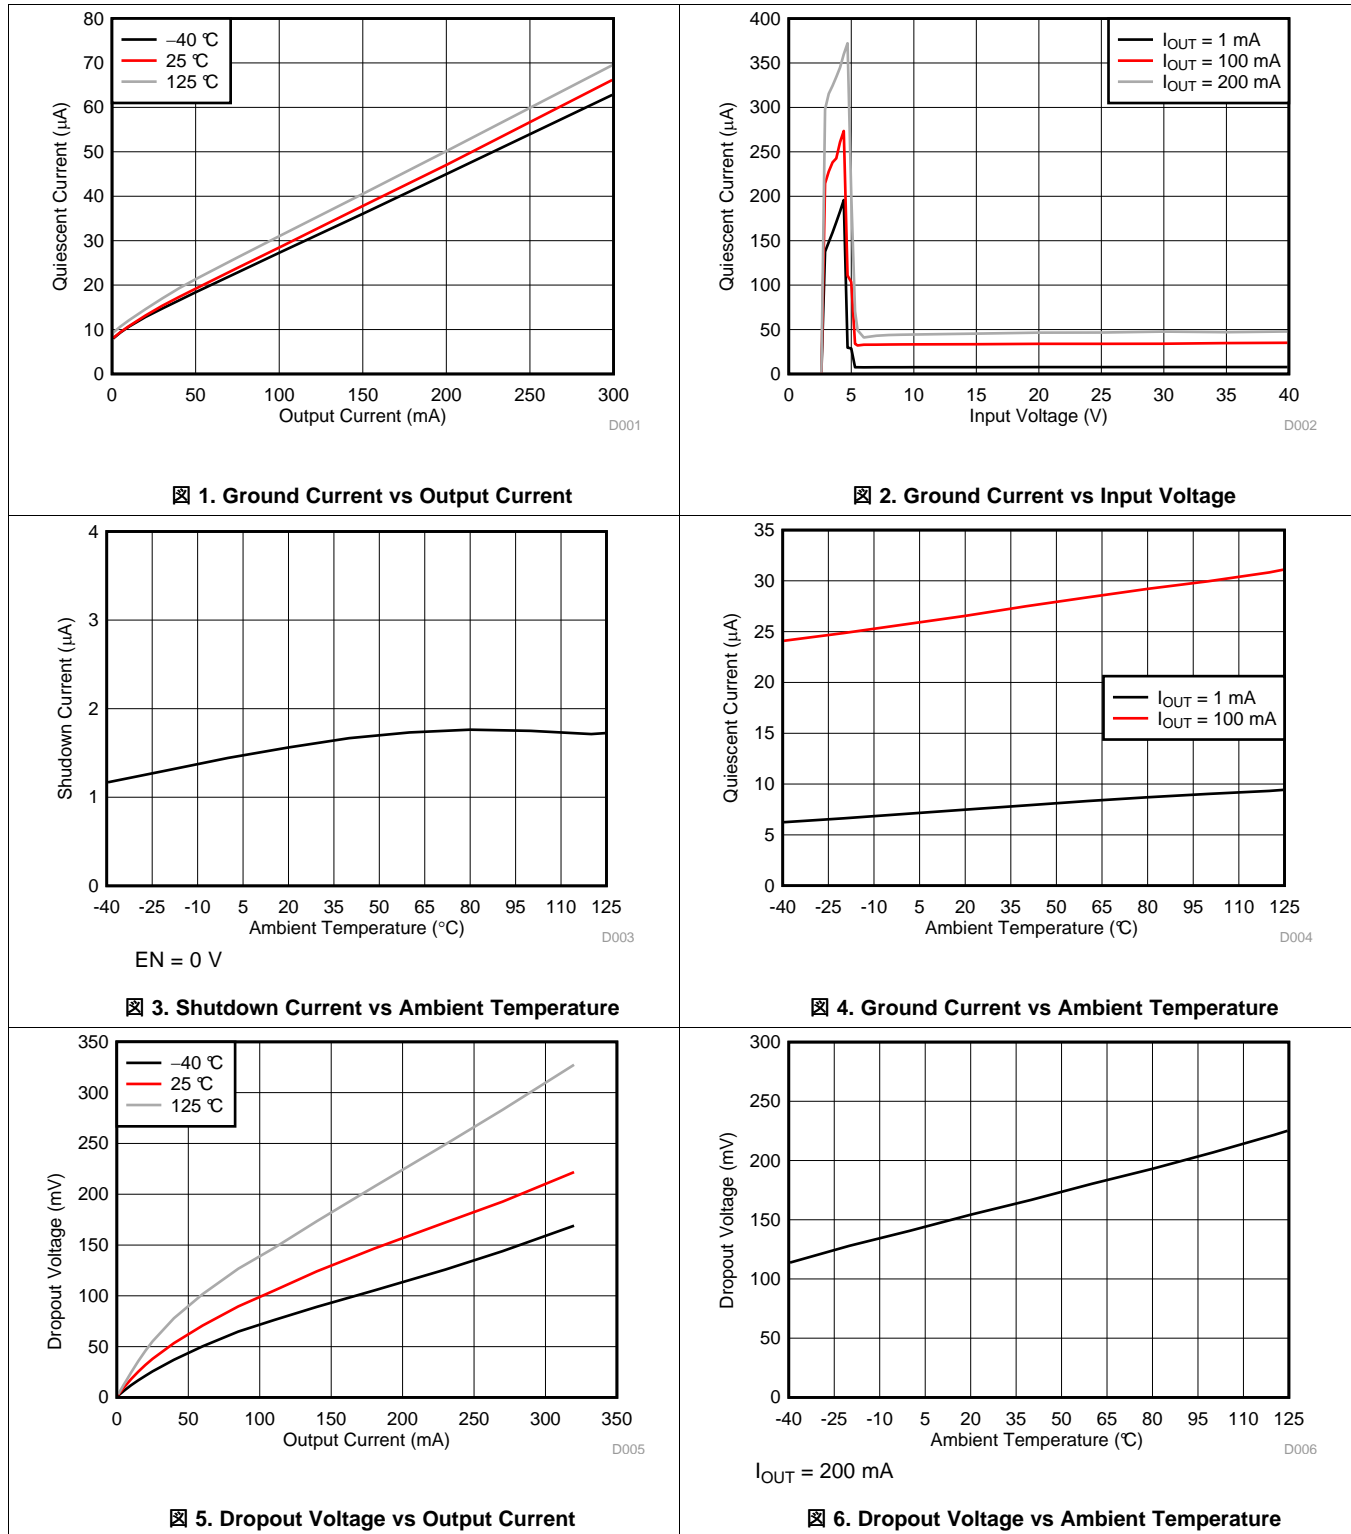 80
70
60
50
40
30
20
10
0
Quiescent Current (µA)
–40 ℃
25 ℃
125 ℃
0 50 100 150 200 250 300
Output Current (mA)
D001
図 1. Ground Current vs Output Current
400
350
300
250
200
150
100
50
0
Quiescent Current (µA)
IOUT = 1 mA
IOUT = 100 mA
IOUT = 200 mA
0 5 10 15 20 25 30 35 40
Input Voltage (V)
D002
図 2. Ground Current vs Input Voltage
4
3
2
1
0
Shudown Current (µA)
-40 -25 -10 5 20 35 50 65 80 95 110 125
Ambient Temperature (°C)
D003
EN = 0 V
図 3. Shutdown Current vs Ambient Temperature
35
30
25
20
15
10
5
0
Quiescent Current (µA)
IOUT = 1 mA
IOUT = 100 mA
-40 -25 -10 5 20 35 50 65 80 95 110 125
Ambient Temperature (℃)
D004
図 4. Ground Current vs Ambient Temperature
350
300
250
200
150
100
50
0
Dropout Voltage (mV)
–40 ℃
25 ℃
125 ℃
0 50 100 150 200 250 300 350
Output Current (mA)
D005
図 5. Dropout Voltage vs Output Current
300
250
200
150
100
50
0
Dropout Voltage (mV)
-40 -25 -10 5 20 35 50 65 80 95 110 125
Ambient Temperature (℃)
D006
IOUT = 200 mA
図 6. Dropout Voltage vs Ambient Temperature